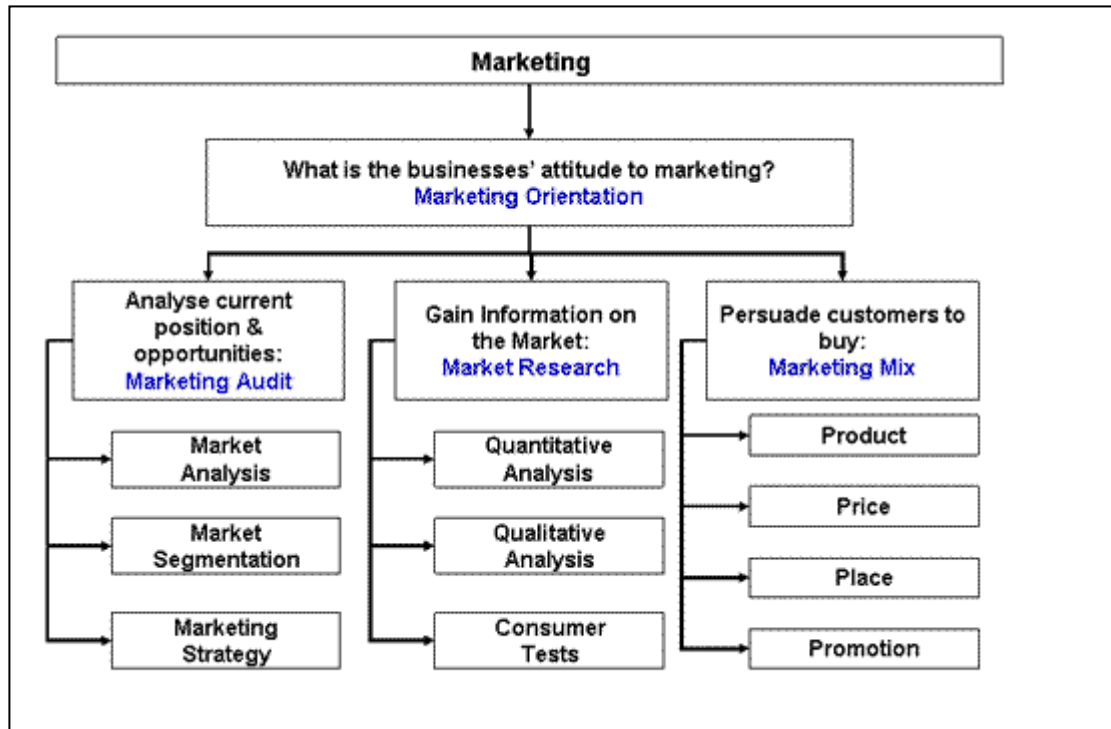 Marketing
What is the businesses' attitude to marketing?
Marketing Orientation
Analyse current
position &
opportunities:
Marketing Audit
Market
Analysis
Market
Segmentation
Marketing
Strategy
Gain Information on
the Market:
Market Research
Quantitative
Analysis
Qualitative
Analysis
Consumer
Tests
Persuade customers to
buy:
Marketing Mix
Product
Price
Place
Promotion